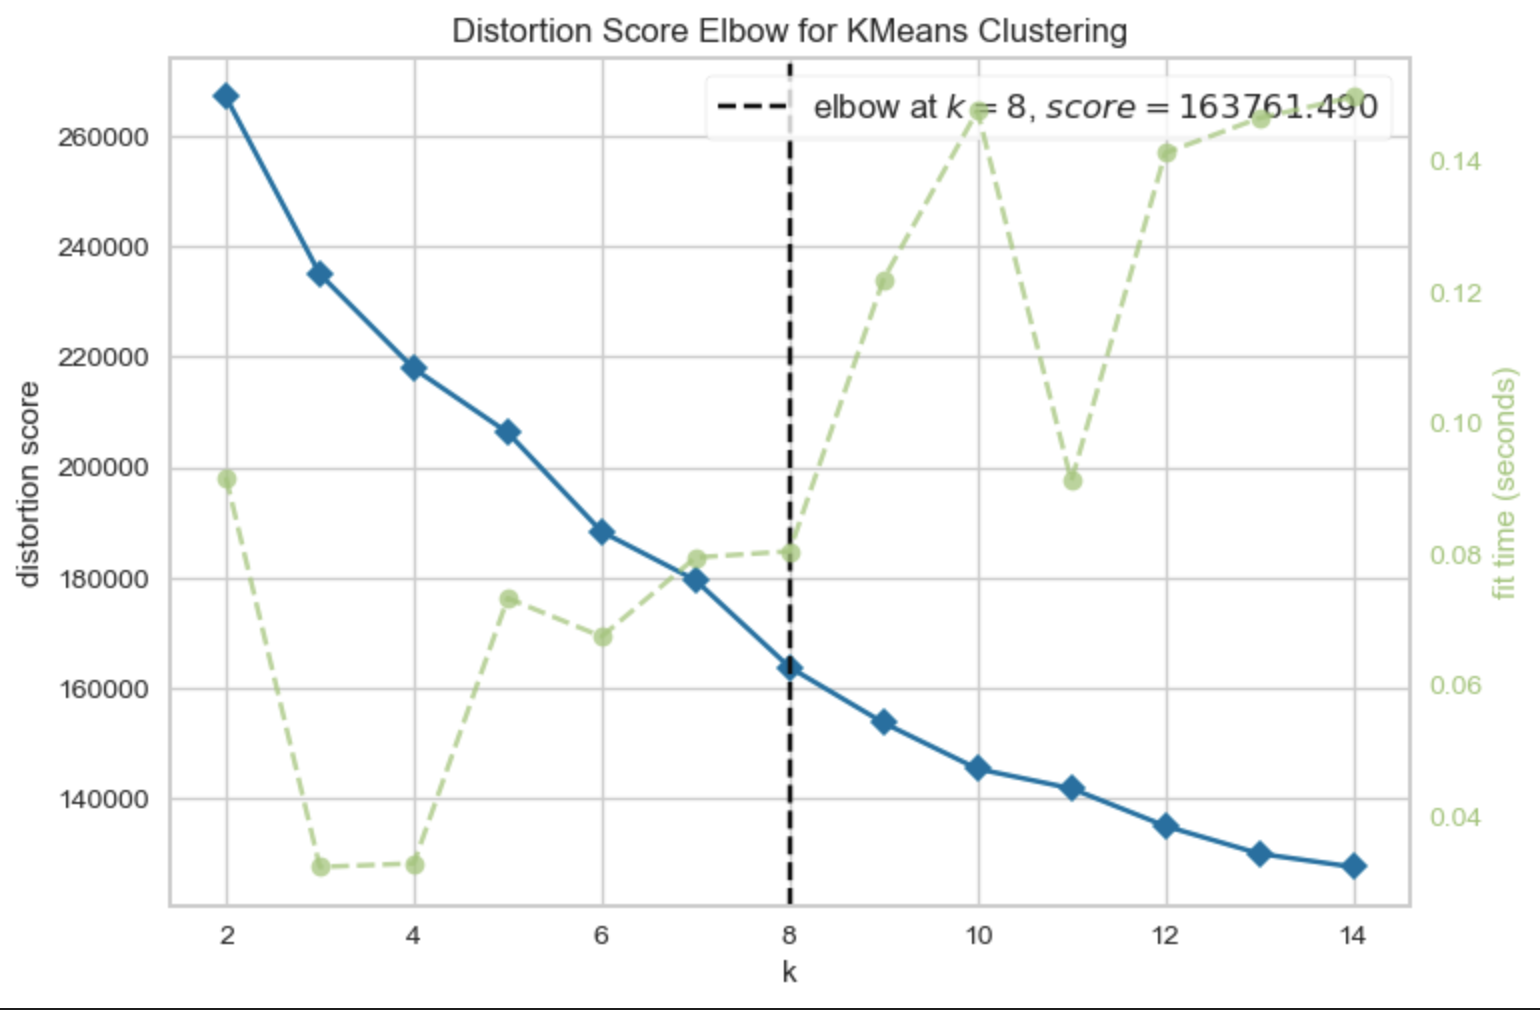 Distortion Score Elbow for KMeans Clustering
elbow at k = 8, score = 163761.490
260000
240000
220000
200000
180000
160000
140000
distortion score
0.14
0.12
0.10
0.08
0.06
0.04
fit time (seconds)
2 4 6 8 10 12 14
k